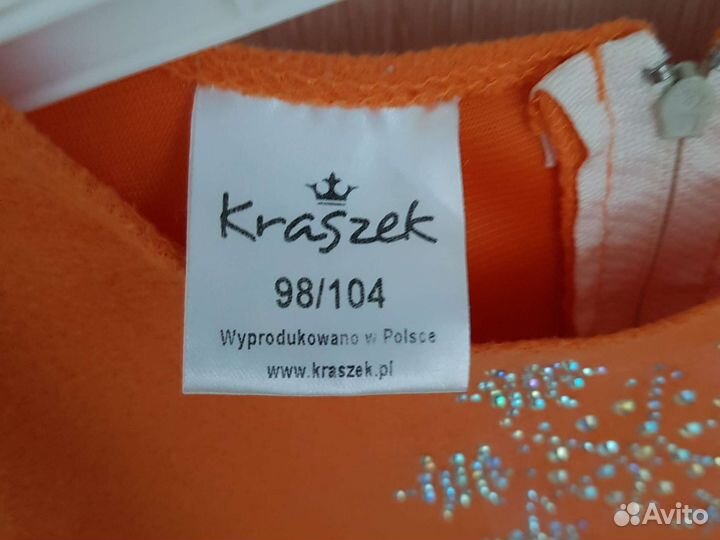 Kraszek
98/104
Wyprodukowano w Polsce
www.kraszek.pl
Avito